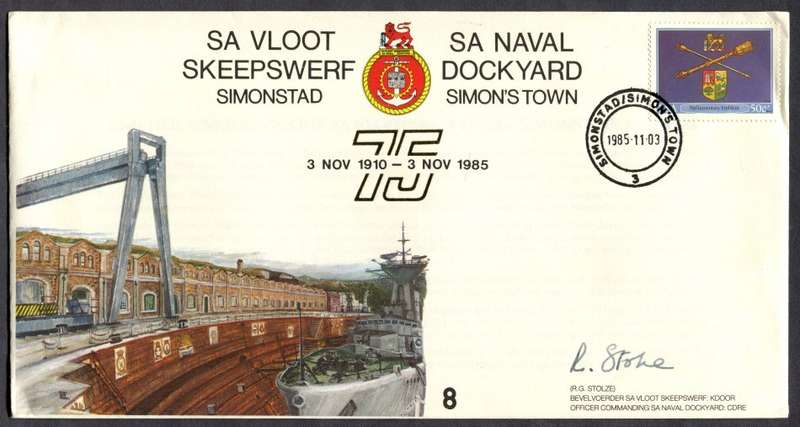 SA VLOOT
SKEEPSWERF
SIMONSTAD
SA NAVAL
DOCKYARD
SIMON'S TOWN
50c
SIMONSTAD/SIMON'S TOWN
1985-11-03
3
75
3 NOV 1910 – 3 NOV 1985
R. Stolze
(R.G. STOLZE)
BEVELVOERDER SA VLOOT SKEEPSWERF: KDOOR
OFFICER COMMANDING SA NAVAL DOCKYARD: CDRE
8